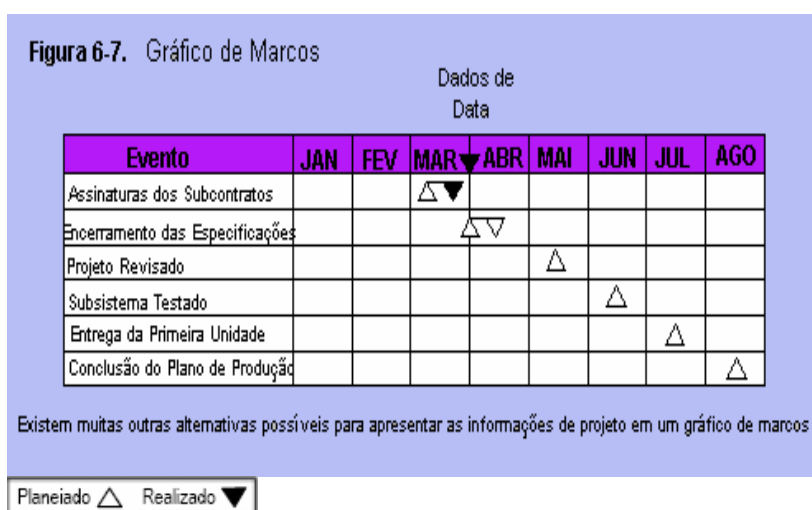 Figura 6-7. Gráfico de Marcos
Dados de
Data
Evento JAN FEV MAR ABR MAI JUN JUL AGO
Assinaturas dos Subcontratos
Encerramento das Especificações
Projeto Revisado
Subsistema Testado
Entrega da Primeira Unidade
Conclusão do Plano de Produção
Existem muitas outras alternativas possíveis para apresentar as informações de projeto em um gráfico de marcos
Planeiado Realizado